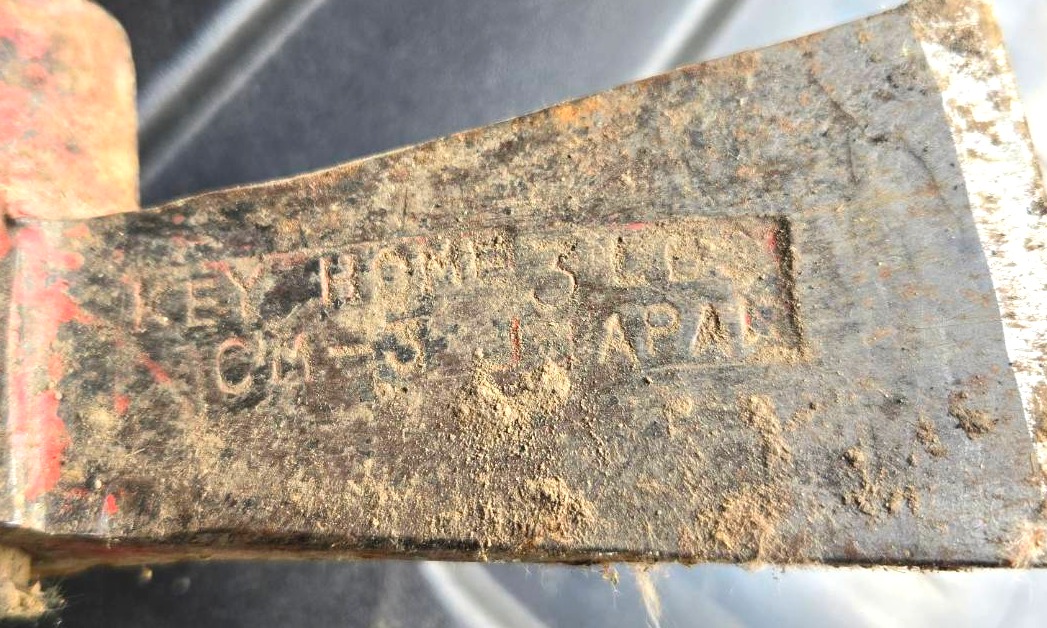 KEY HOME 3 LB
CM-3 JAPAN